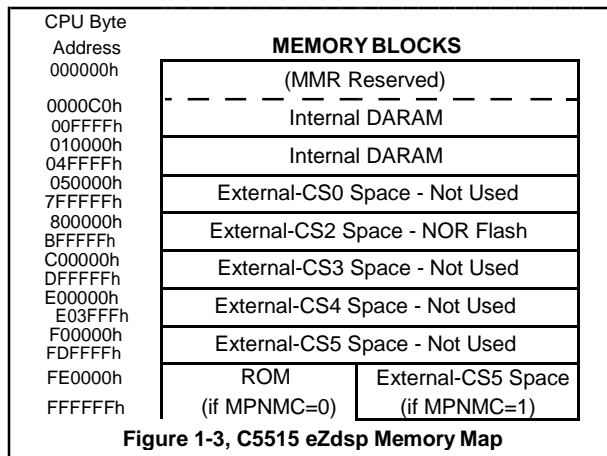 CPU Byte
Address MEMORY BLOCKS
000000h (MMR Reserved)
0000C0h
00FFFFh Internal DARAM
010000h
04FFFFh Internal DARAM
050000h
7FFFFFh External-CS0 Space - Not Used
800000h
BFFFFFh External-CS2 Space - NOR Flash
C00000h
DFFFFFh External-CS3 Space - Not Used
E00000h
E03FFFh External-CS4 Space - Not Used
F00000h
FDFFFFh External-CS5 Space - Not Used
FE0000h ROM External-CS5 Space
FFFFFFh (if MPNMC=0) (if MPNMC=1)
Figure 1-3, C5515 eZdsp Memory Map